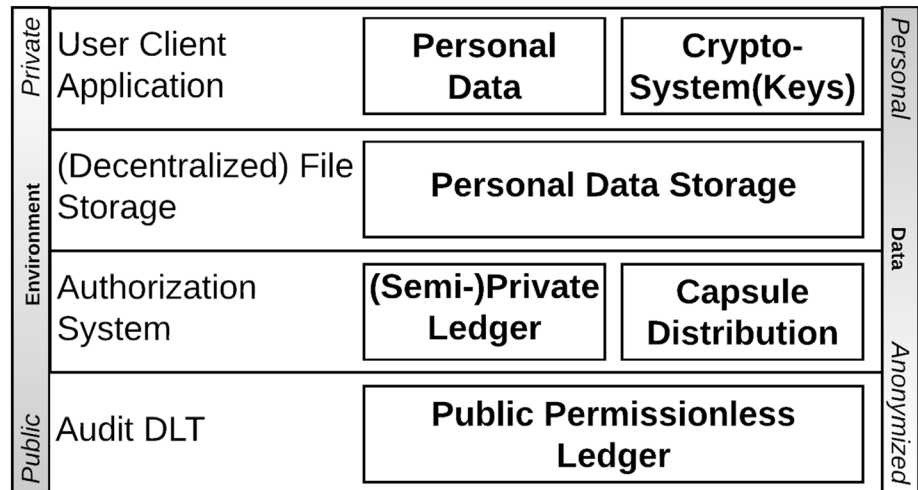 Private
Environment
Public
User Client
Application
Personal
Data
Crypto-
System(Keys)
(Decentralized) File
Storage
Personal Data Storage
Authorization
System
(Semi-)Private
Ledger
Capsule
Distribution
Audit DLT
Public Permissionless
Ledger
Personal
Data
Anonymized